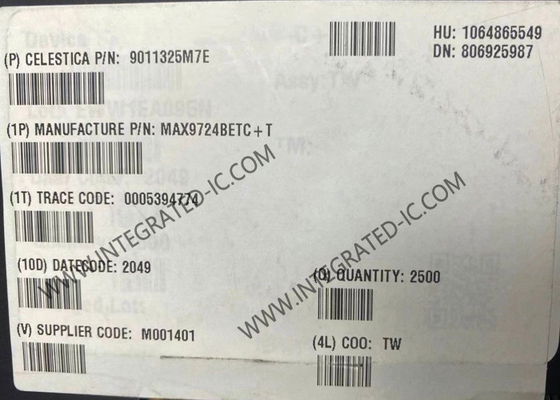 HU: 1064865549
(P) CELESTICA P/N: 9011325M7E
DN: 806925987
(1P) MANUFACTURE P/N: MAX9724BETC+T
(1T) TRACE CODE: 0005394774
(10D) DATECODE: 2049
(Q) QUANTITY: 2500
(V) SUPPLIER CODE: M001401
(4L) COO: TW
WWW.INTEGRATED-IC.COM
WWW.INTEGRATED-IC.COM